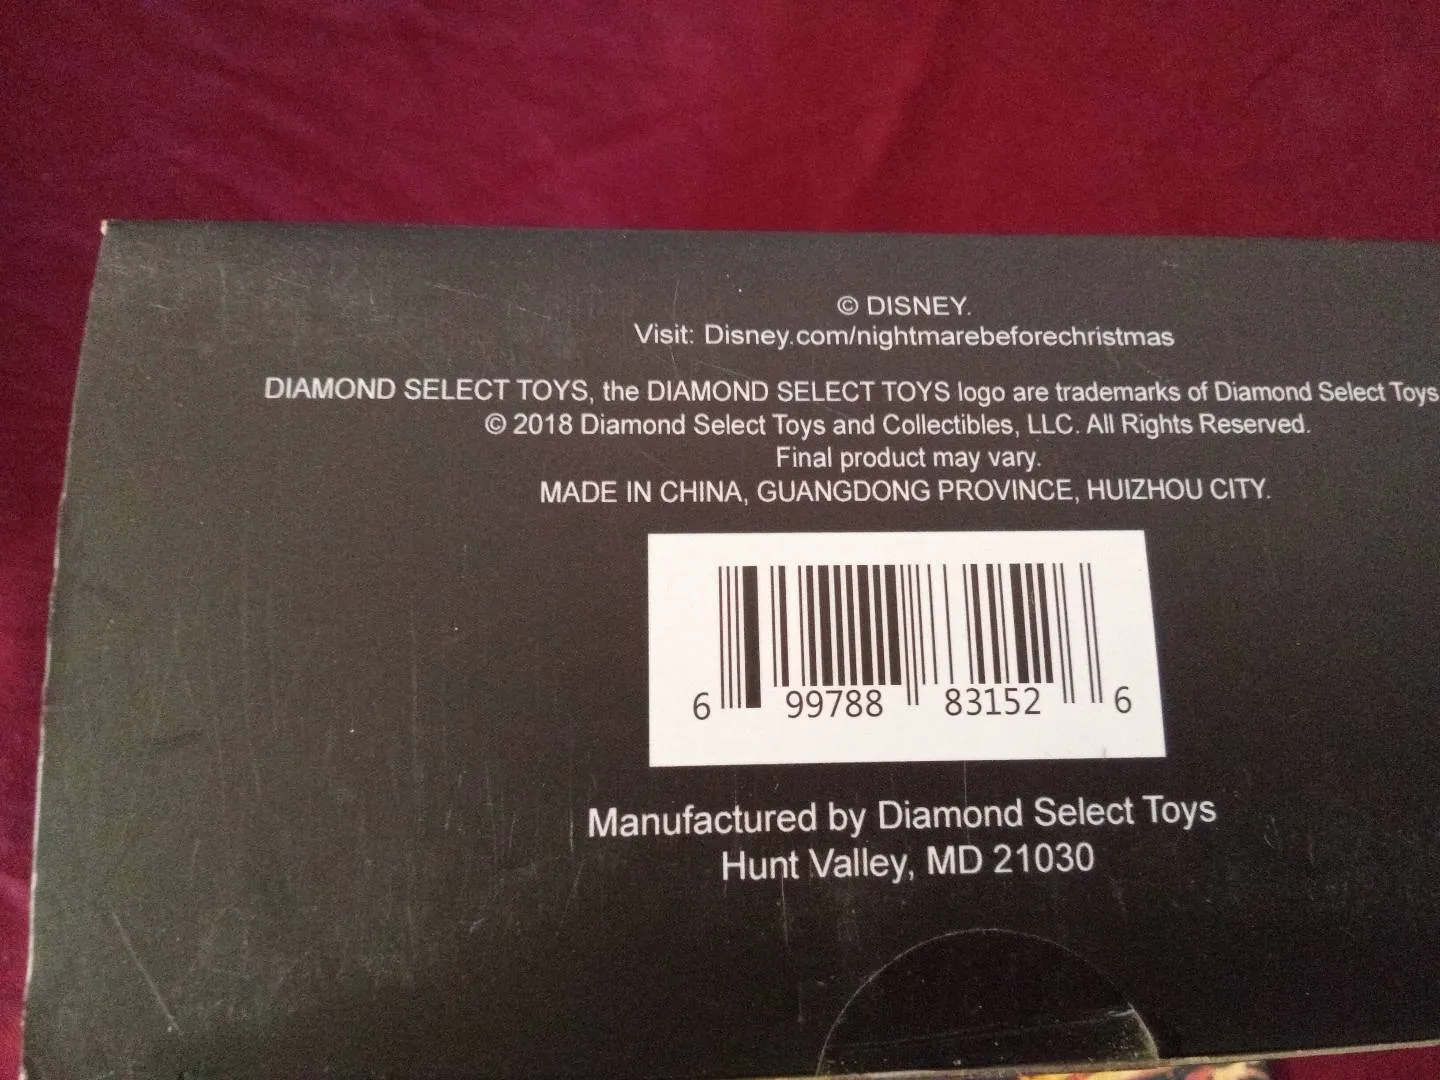 © DISNEY.
Visit: Disney.com/nightmarebeforechristmas
DIAMOND SELECT TOYS, the DIAMOND SELECT TOYS logo are trademarks of Diamond Select Toys
© 2018 Diamond Select Toys and Collectibles, LLC. All Rights Reserved.
Final product may vary.
MADE IN CHINA, GUANGDONG PROVINCE, HUIZHOU CITY.
6 99788 83152 6
Manufactured by Diamond Select Toys
Hunt Valley, MD 21030